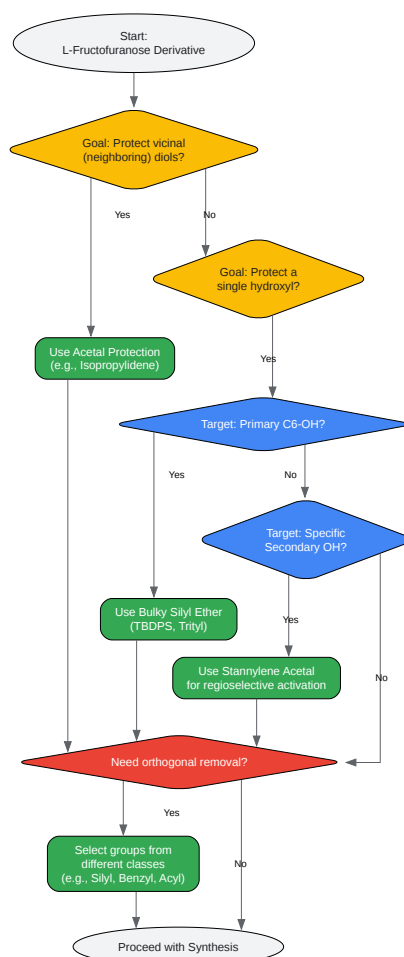 Start:
L-Fructofuranose Derivative
Goal: Protect vicinal
(neighboring) diols?
Yes
No
Goal: Protect a
single hydroxyl?
Yes
Use Acetal Protection
(e.g., Isopropylidene)
Target: Primary C6-OH?
Yes
No
Target: Specific
Secondary OH?
Use Bulky Silyl Ether
(TBDPS, Trityl)
Yes
Use Stannylene Acetal
for regioselective activation
No
Need orthogonal removal?
Yes
Select groups from
different classes
(e.g., Silyl, Benzyl, Acyl)
No
Proceed with Synthesis